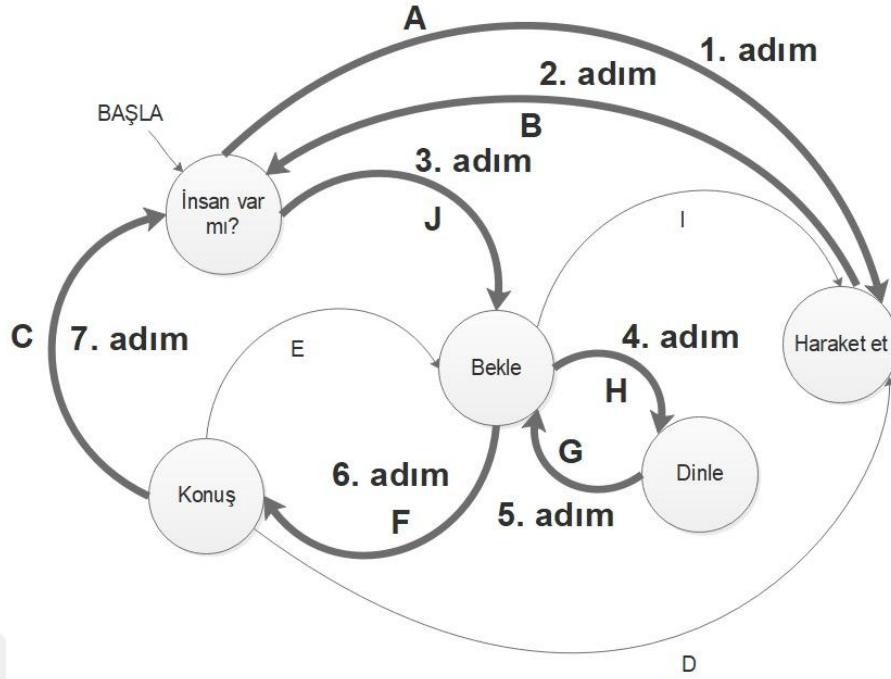 A
1. adım
2. adım
B
BAŞLA
3. adım
İnsan var
mı?
J
I
C
7. adım
E
4. adım
Haraket et
Bekle
H
G
6. adım
Dinle
Konuş
5. adım
F
D